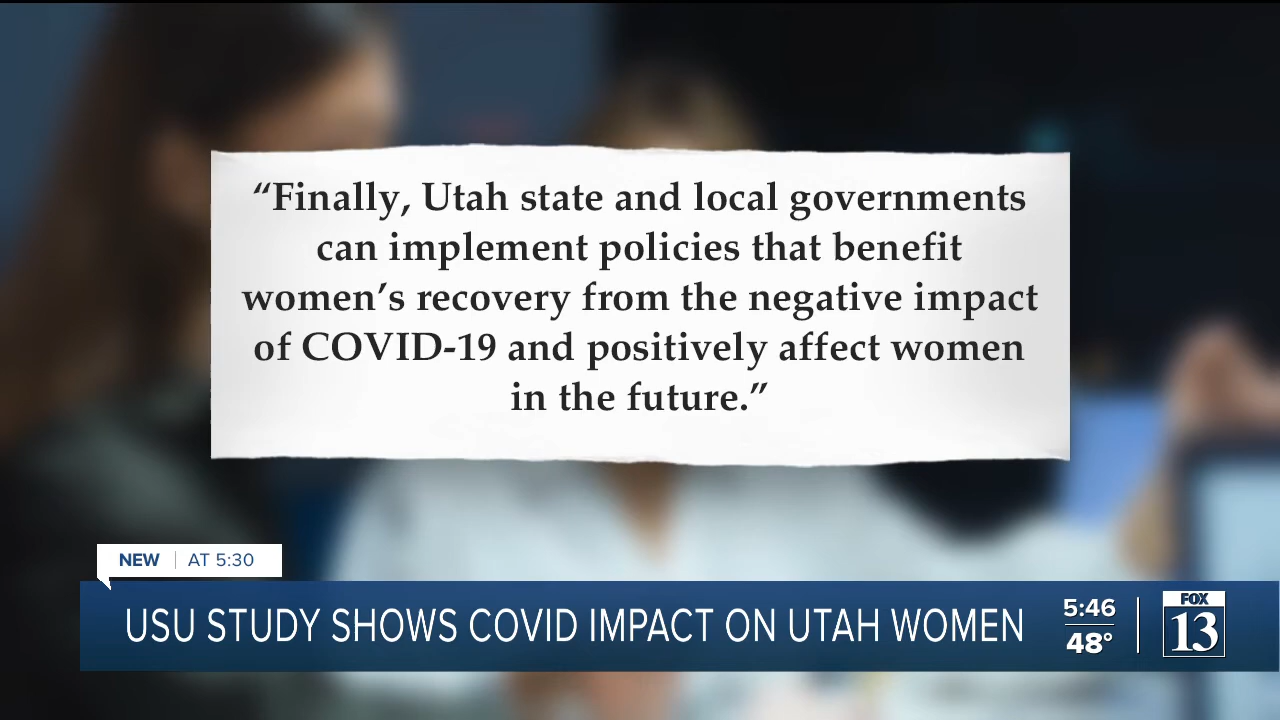 “Finally, Utah state and local governments
can implement policies that benefit
women’s recovery from the negative impact
of COVID-19 and positively affect women
in the future.”
NEW AT 5:30
USU STUDY SHOWS COVID IMPACT ON UTAH WOMEN
5:46
48°
FOX
13